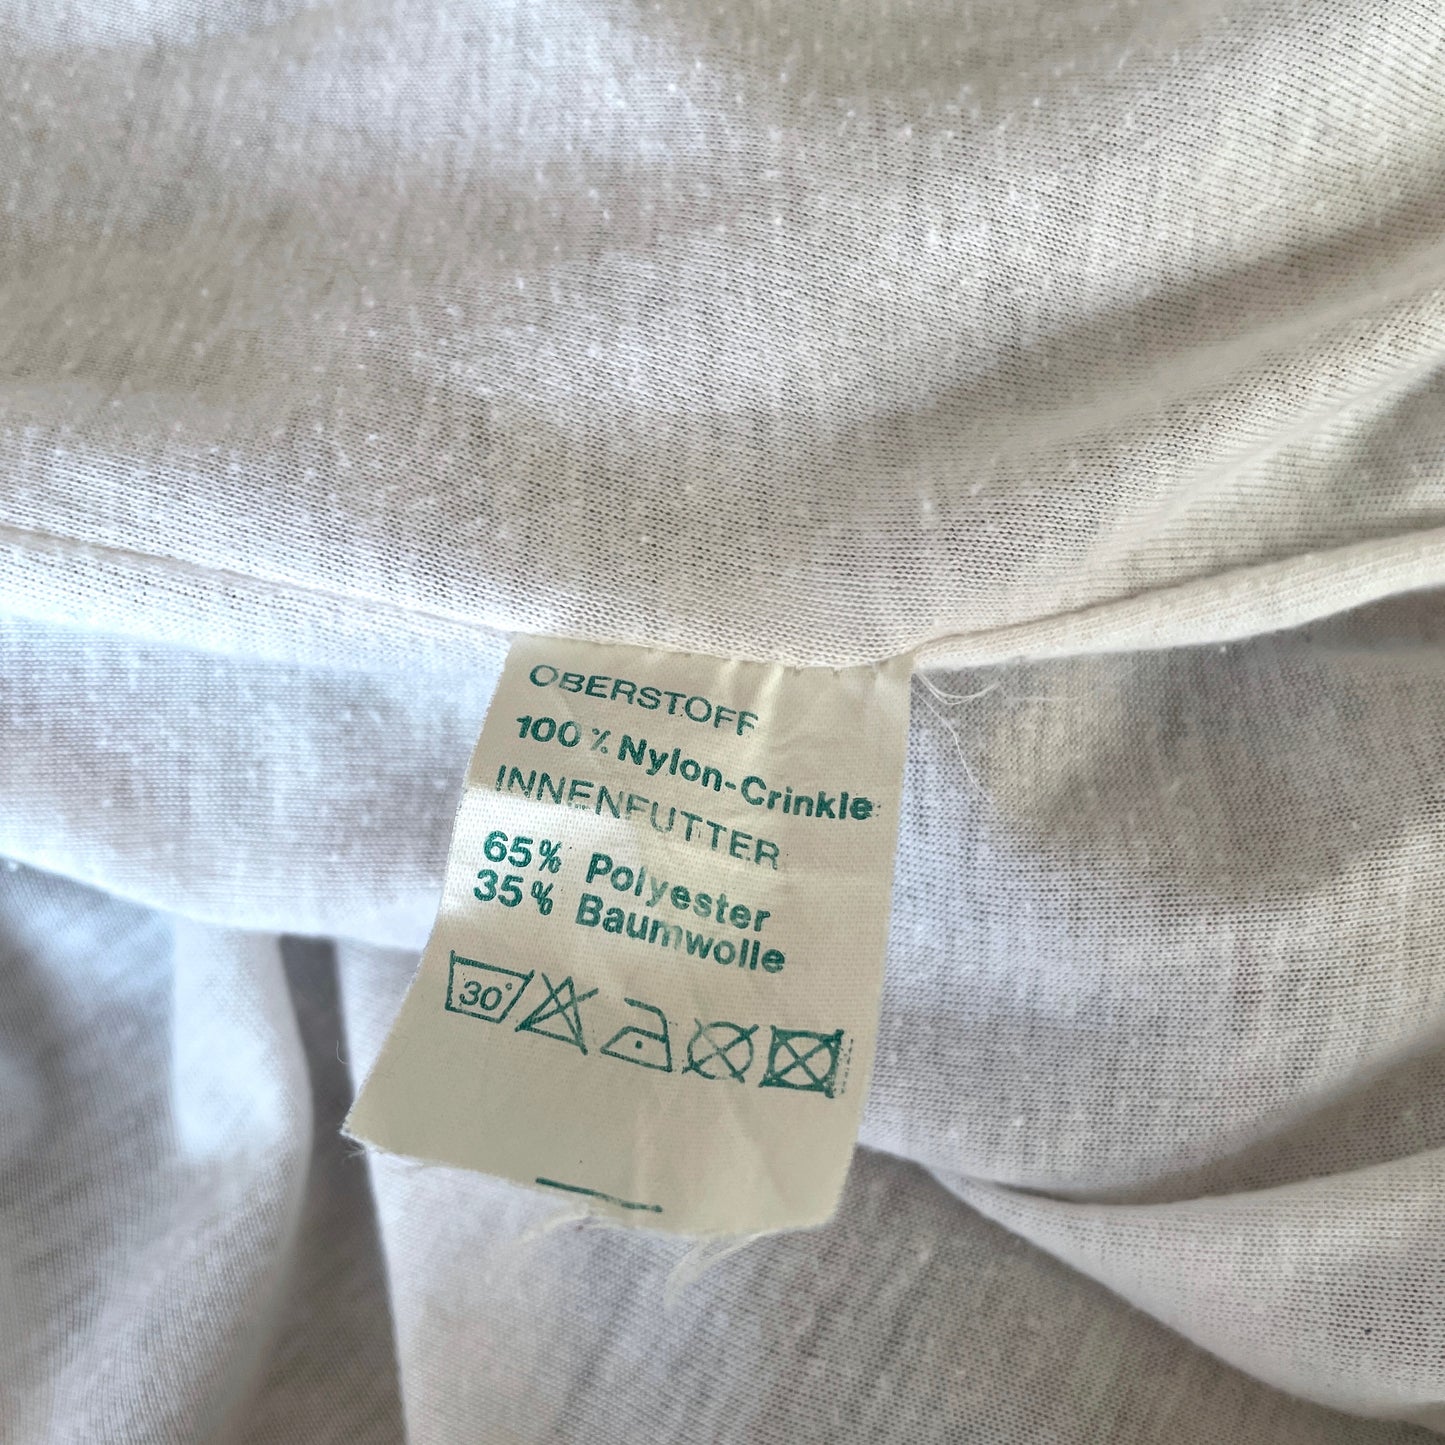 OBERSTOFF
100% Nylon-Crinkle
INNENFUTTER
65% Polyester
35% Baumwolle
30°